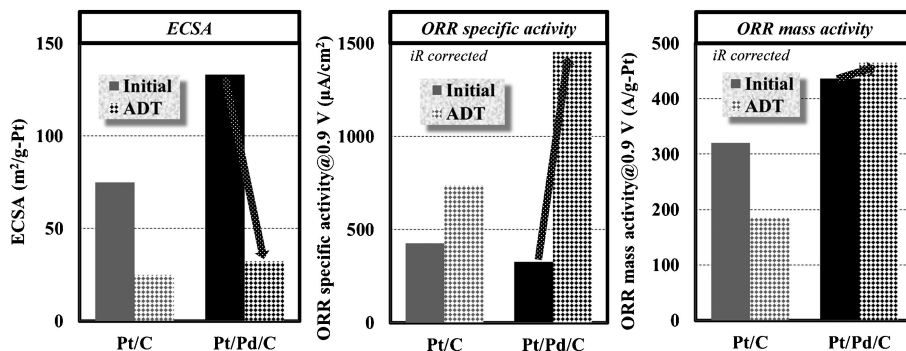 ECSA
ECSA (m²/g-Pt)
150
100
50
0
Initial
ADT
Pt/C
Pt/Pd/C
ORR specific activity
iR corrected
ORR specific activity@0.9 V (μA/cm²)
1500
1000
500
0
Initial
ADT
Pt/C
Pt/Pd/C
ORR mass activity
iR corrected
ORR mass activity@0.9 V (A/g-Pt)
500
400
300
200
100
0
Initial
ADT
Pt/C
Pt/Pd/C